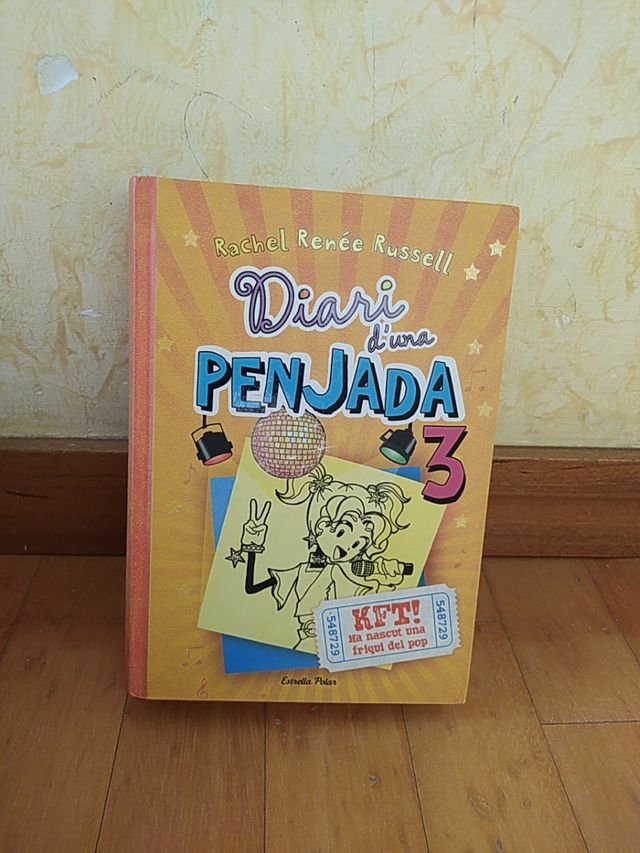 Rachel Renée Russell
Diari
d'una
PENJADA
3
548729
KFT!
Ha nascut una
friqui del pop
548729
Estrella Polar